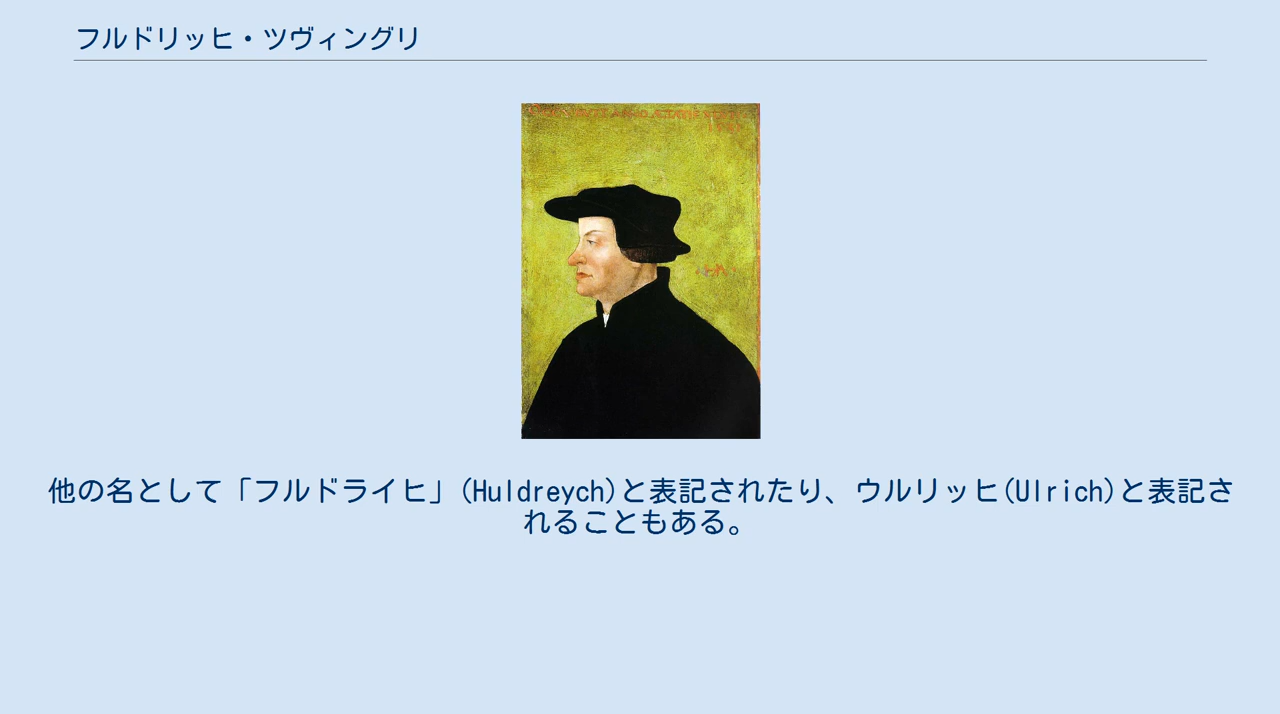 フルドリッヒ・ツヴィングリ
他の名として「フルドライヒ」(Huldreych)と表記されたり、ウルリッヒ(Ulrich)と表記さ
れることもある。